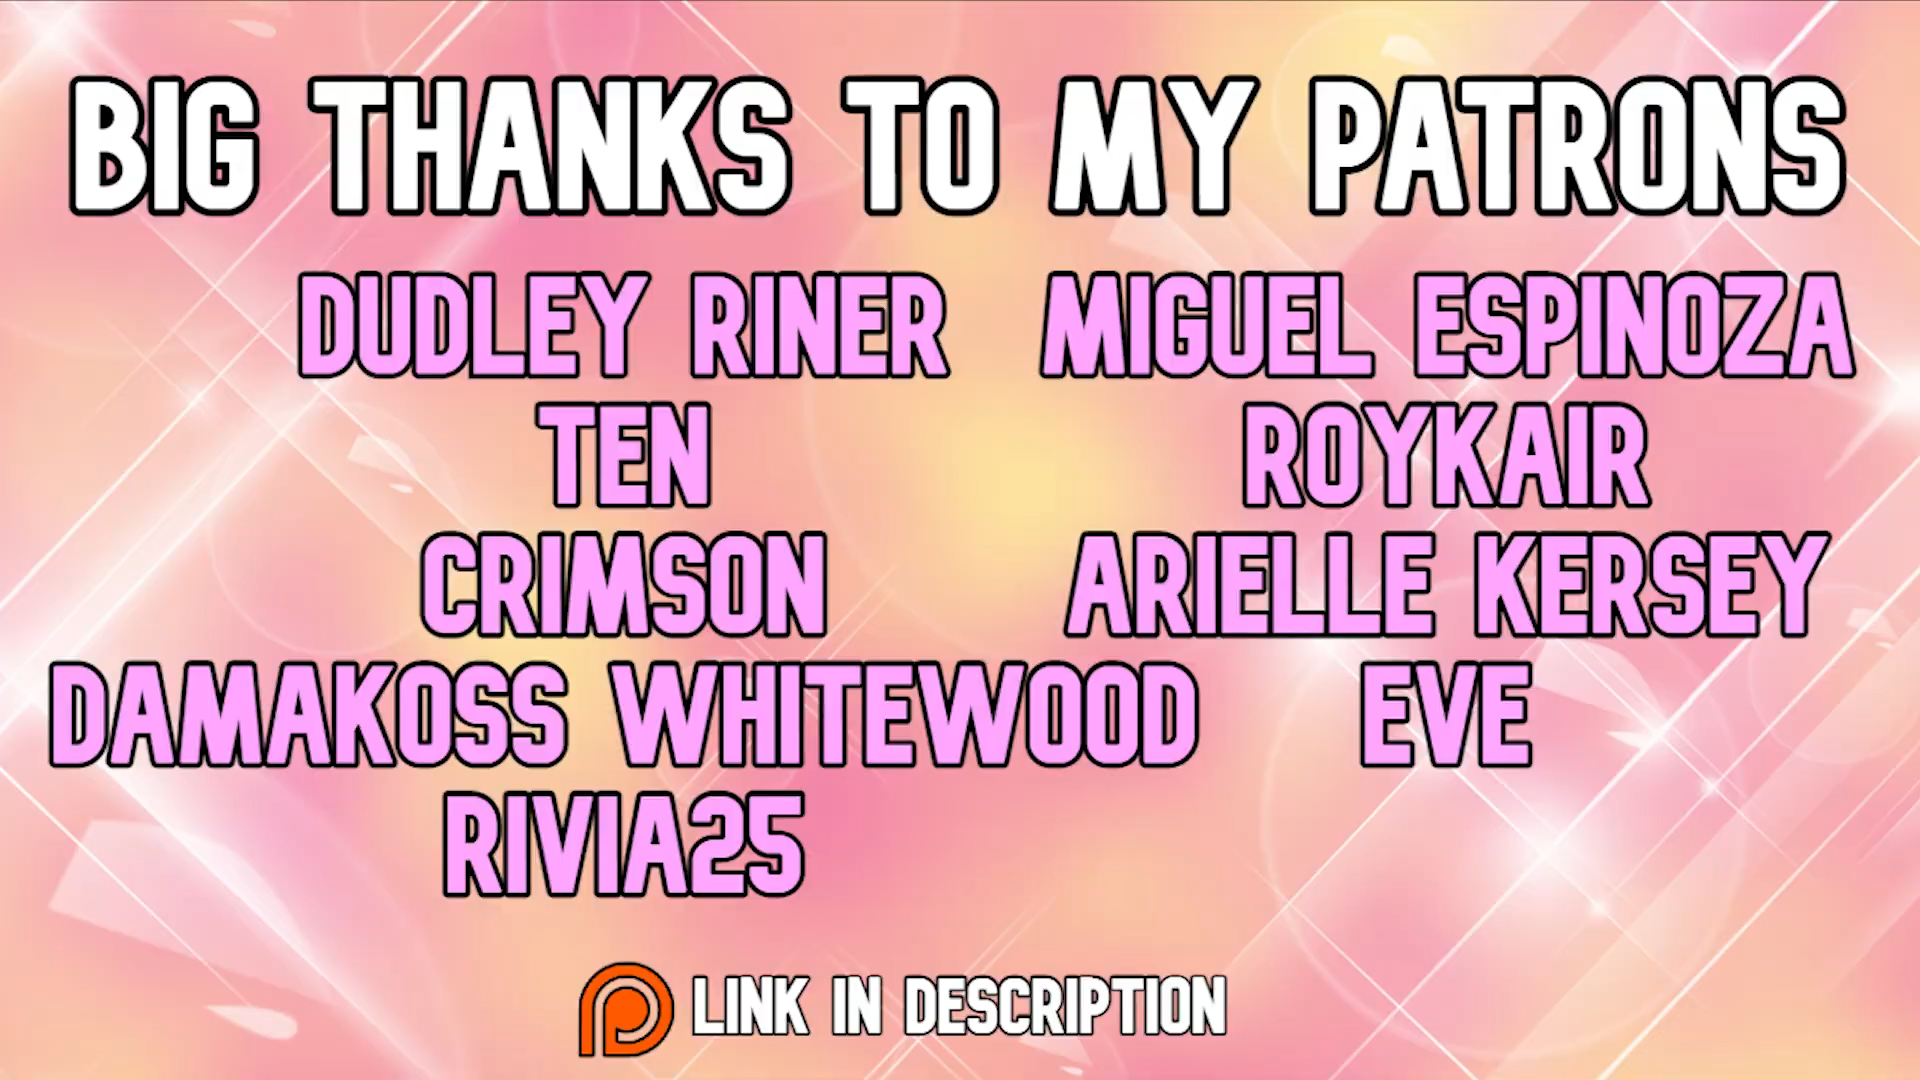 BIG THANKS TO MY PATRONS
DUDLEY RINER MIGUEL ESPINOZA
TEN ROYKAIR
CRIMSON ARIELLE KERSEY
DAMAKOSS WHITEWOOD EVE
RIVIA25
LINK IN DESCRIPTION